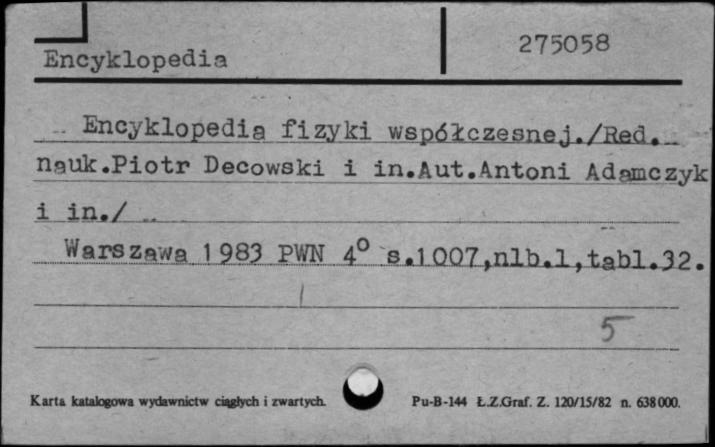 Encyklopedia
275058
Encyklopedia fizyki współczesnej./Red.
nauk.Piotr Decowski i in.Aut.Antoni Adamczyk
i in./
Warszawa 1983 PWN 4⁰ s.1007,nlb.1,tabl.32.
5
Karta katalogowa wydawnictw ciągłych i zwartych. Pu-B-144 Ł.Z.Graf. Z. 120/15/82 n. 638000.